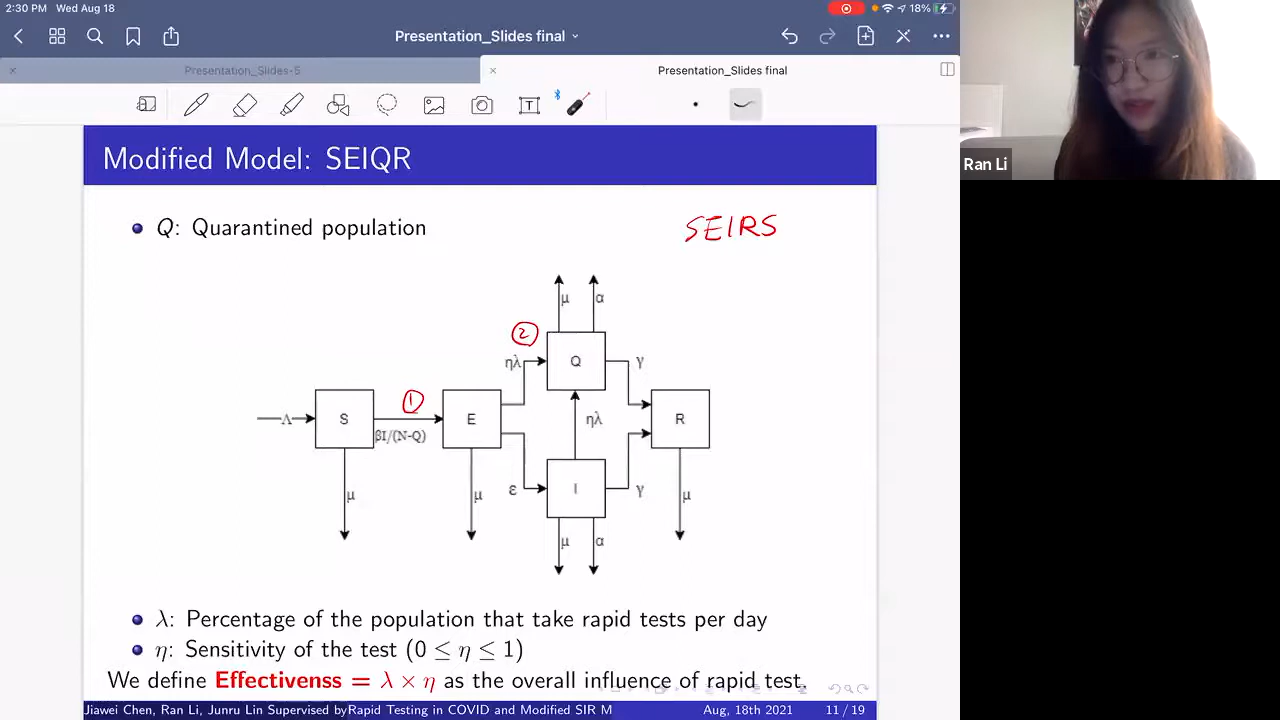 2:30 PM Wed Aug 18
18%
Presentation_Slides final
Presentation_Slides-5
Presentation_Slides final
T
Ran Li
Modified Model: SEIQR
Q: Quarantined population
SEIRS
μ α
②
ηλ Q γ
①
Λ S E ηλ R
βI/(N-Q)
μ μ ε I γ μ
μ α
λ: Percentage of the population that take rapid tests per day
η: Sensitivity of the test (0 ≤ η ≤ 1)
We define Effectivenss = λ × η as the overall influence of rapid test.
Jiawei Chen, Ran Li, Junru Lin Supervised by Rapid Testing in COVID and Modified SIR M Aug, 18th 2021 11 / 19